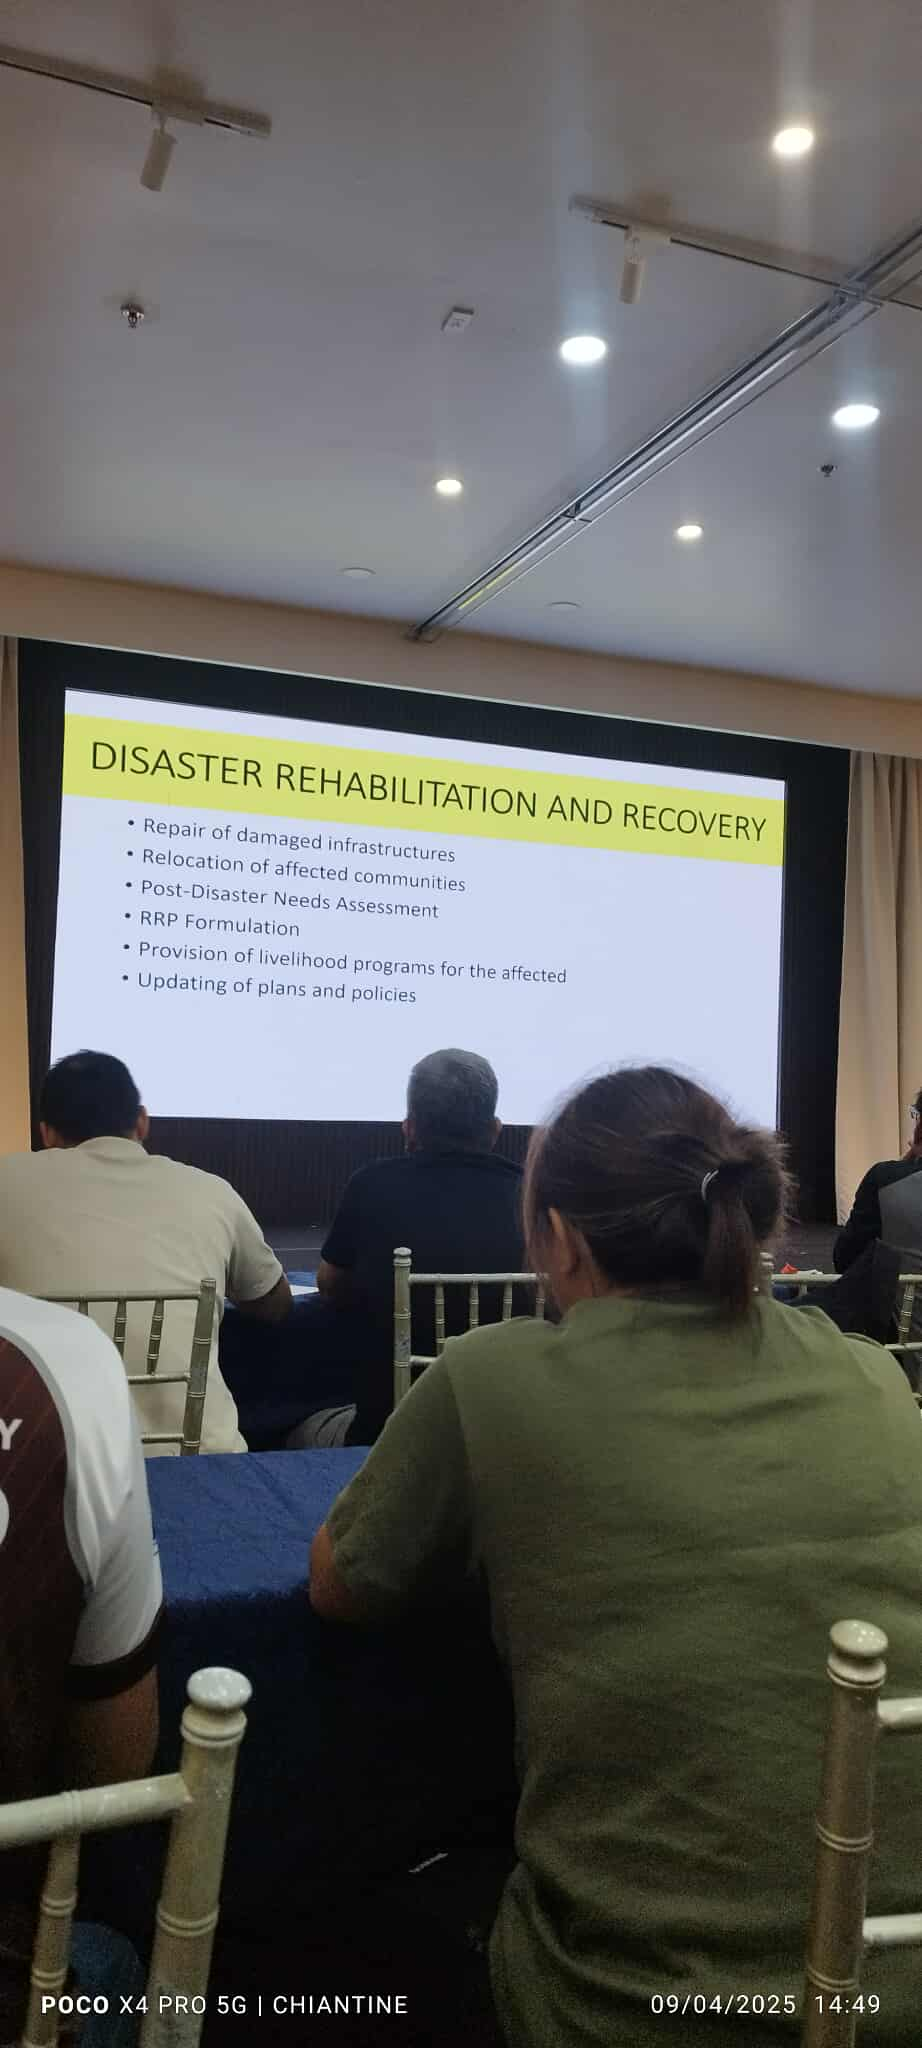 DISASTER REHABILITATION AND RECOVERY
• Repair of damaged infrastructures
• Relocation of affected communities
• Post-Disaster Needs Assessment
• RRP Formulation
• Provision of livelihood programs for the affected
• Updating of plans and policies
Y
POCO X4 PRO 5G | CHIANTINE
09/04/2025 14:49